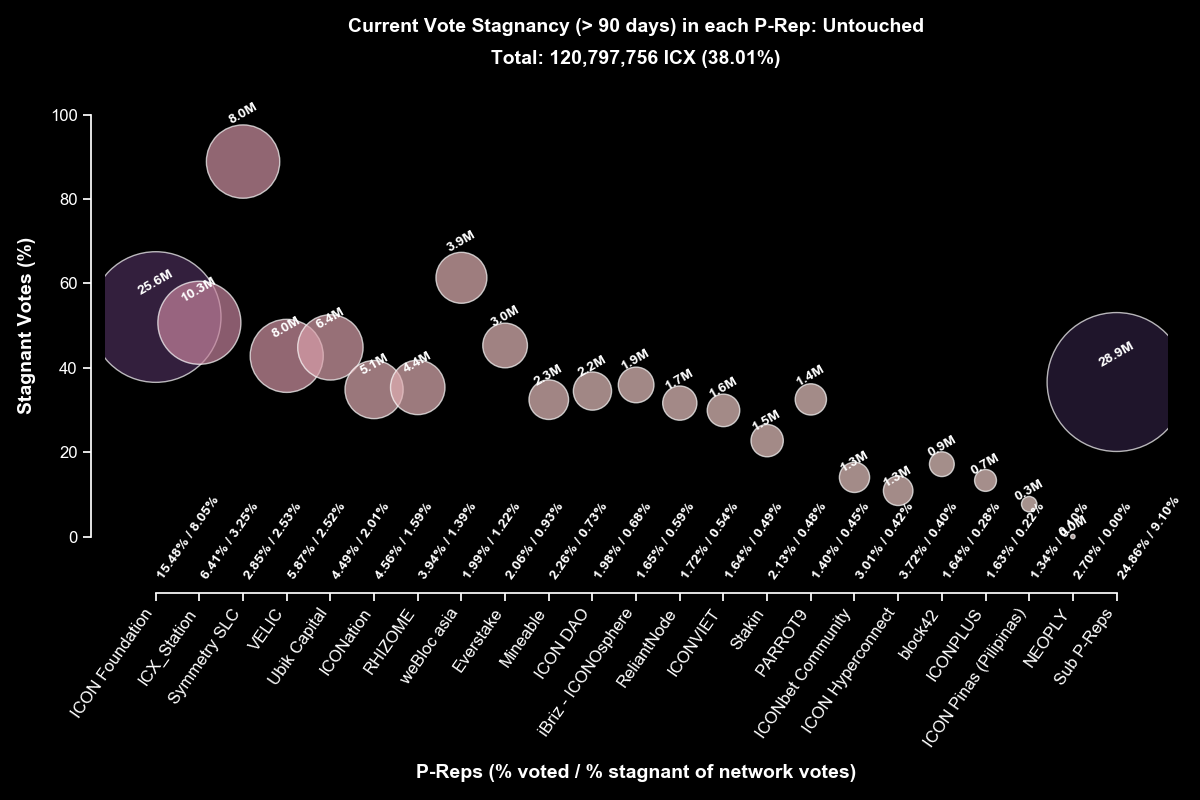 Current Vote Stagnancy (> 90 days) in each P-Rep: Untouched
Total: 120,797,756 ICX (38.01%)
Stagnant Votes (%)
100
80
60
40
20
0
25.6M
10.3M
8.0M
8.0M
6.4M
5.1M
4.4M
3.9M
3.0M
2.3M
2.2M
1.9M
1.7M
1.6M
1.5M
1.4M
1.3M
1.3M
0.9M
0.7M
0.3M
0.0M
28.9M
15.48% / 8.05%
6.41% / 3.25%
2.85% / 2.53%
5.87% / 2.52%
4.49% / 2.01%
4.56% / 1.59%
3.94% / 1.39%
1.99% / 1.22%
2.06% / 0.93%
2.26% / 0.73%
1.98% / 0.68%
1.65% / 0.59%
1.72% / 0.54%
1.64% / 0.49%
2.13% / 0.48%
1.40% / 0.45%
3.01% / 0.42%
3.72% / 0.40%
1.64% / 0.28%
1.63% / 0.22%
1.34% /
2.70% / 0.00%
24.86% / 9.10%
ICON Foundation
ICX_Station
Symmetry SLC
VELIC
Ubik Capital
ICONation
RHIZOME
weBloc asia
Everstake
Mineable
ICON DAO
iBriz - ICONOsphere
ReliantNode
ICONVIET
Stakin
PARROT9
ICONbet Community
ICON Hyperconnect
block42
ICONPLUS
ICON Pinas (Pilipinas)
NEOPLY
Sub P-Reps
P-Reps (% voted / % stagnant of network votes)